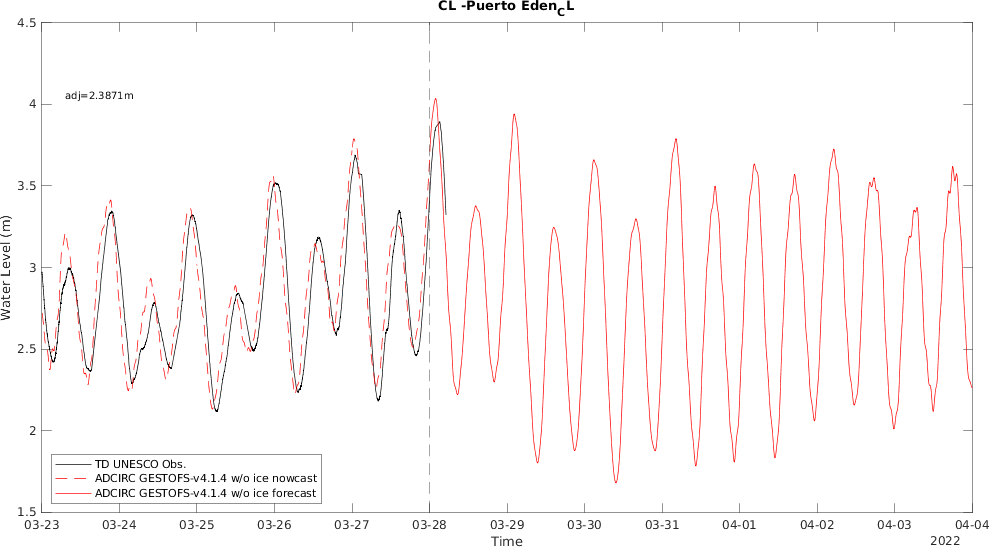 CL -Puerto Eden_CL
4.5
4
3.5
3
2.5
2
1.5
Water Level (m)
adj=2.3871m
TD UNESCO Obs.
ADCIRC GESTOFS-v4.1.4 w/o ice nowcast
ADCIRC GESTOFS-v4.1.4 w/o ice forecast
03-23 03-24 03-25 03-26 03-27 03-28 03-29 03-30 03-31 04-01 04-02 04-03 04-04
Time
2022